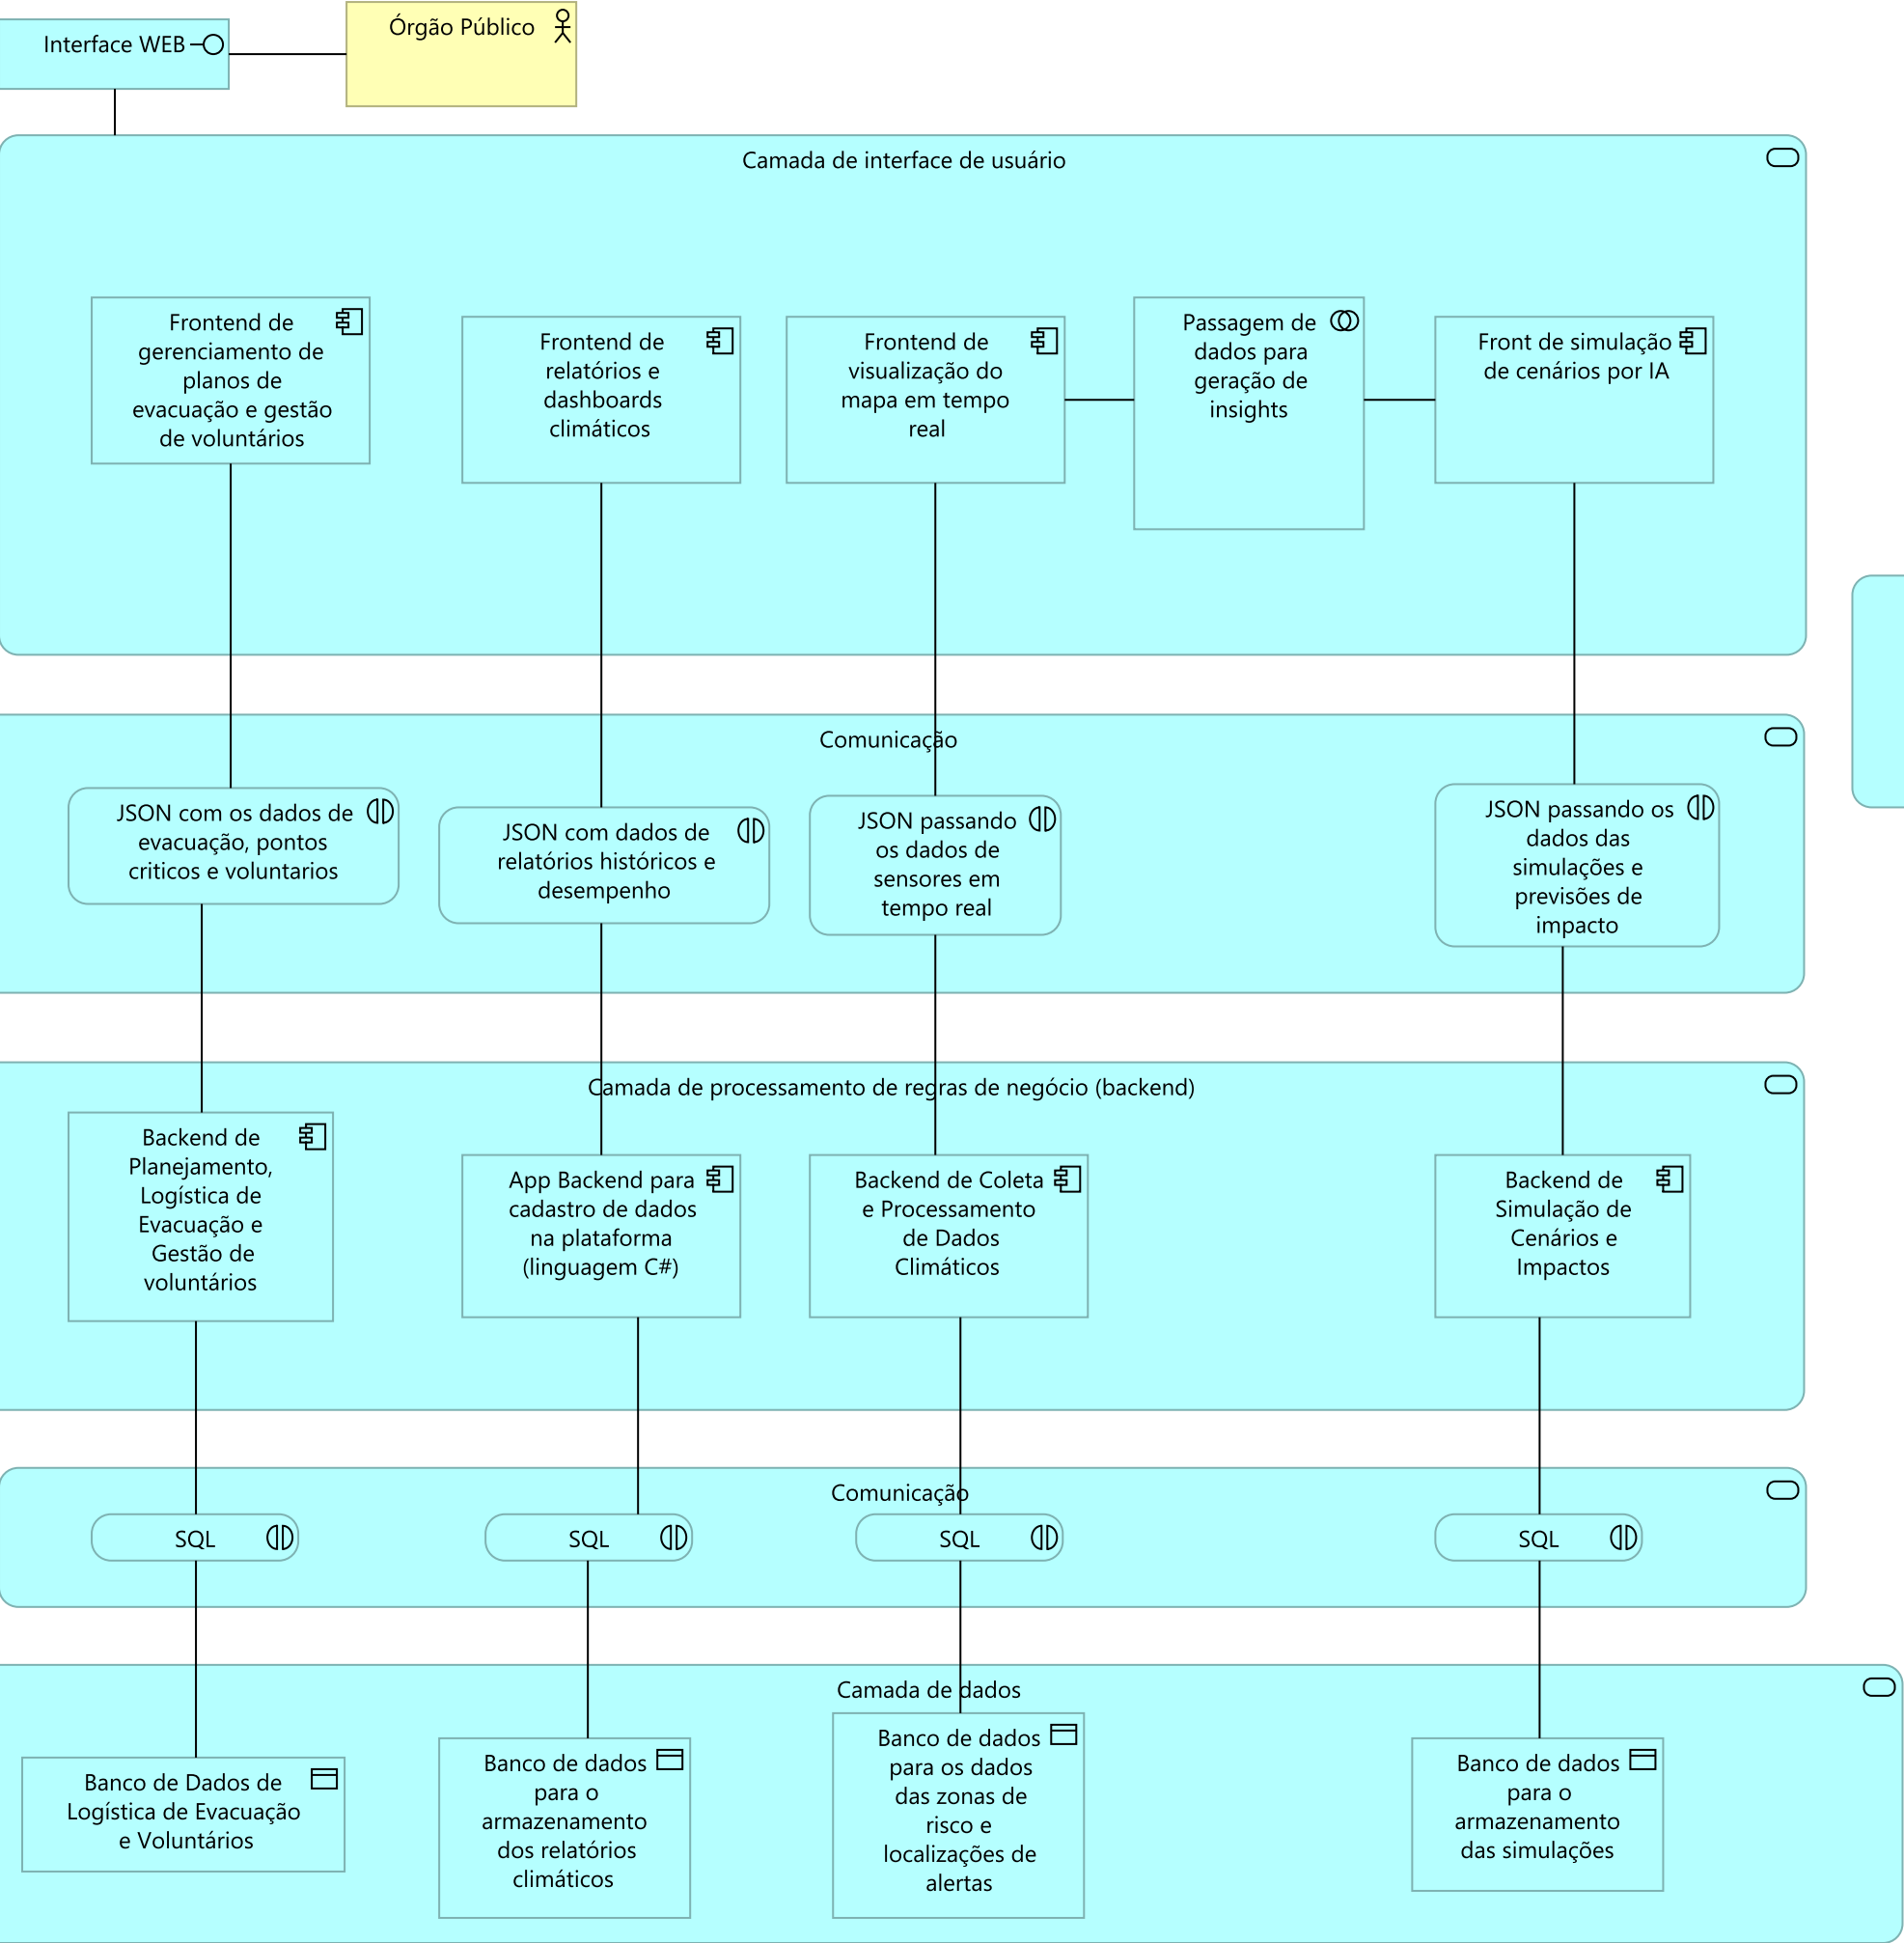 Interface WEB
Órgão Público
Camada de interface de usuário
Frontend de
gerenciamento de
planos de
evacuação e gestão
de voluntários
Frontend de
relatórios e
dashboards
climáticos
Frontend de
visualização do
mapa em tempo
real
Passagem de
dados para
geração de
insights
Front de simulação
de cenários por IA
Comunicação
JSON com os dados de
evacuação, pontos
criticos e voluntarios
JSON com dados de
relatórios históricos e
desempenho
JSON passando
os dados de
sensores em
tempo real
JSON passando os
dados das
simulações e
previsões de
impacto
Camada de processamento de regras de negócio (backend)
Backend de
Planejamento,
Logística de
Evacuação e
Gestão de
voluntários
App Backend para
cadastro de dados
na plataforma
(linguagem C#)
Backend de Coleta
e Processamento
de Dados
Climáticos
Backend de
Simulação de
Cenários e
Impactos
Comunicação
SQL
SQL
SQL
SQL
Camada de dados
Banco de Dados de
Logística de Evacuação
e Voluntários
Banco de dados
para o
armazenamento
dos relatórios
climáticos
Banco de dados
para os dados
das zonas de
risco e
localizações de
alertas
Banco de dados
para o
armazenamento
das simulações